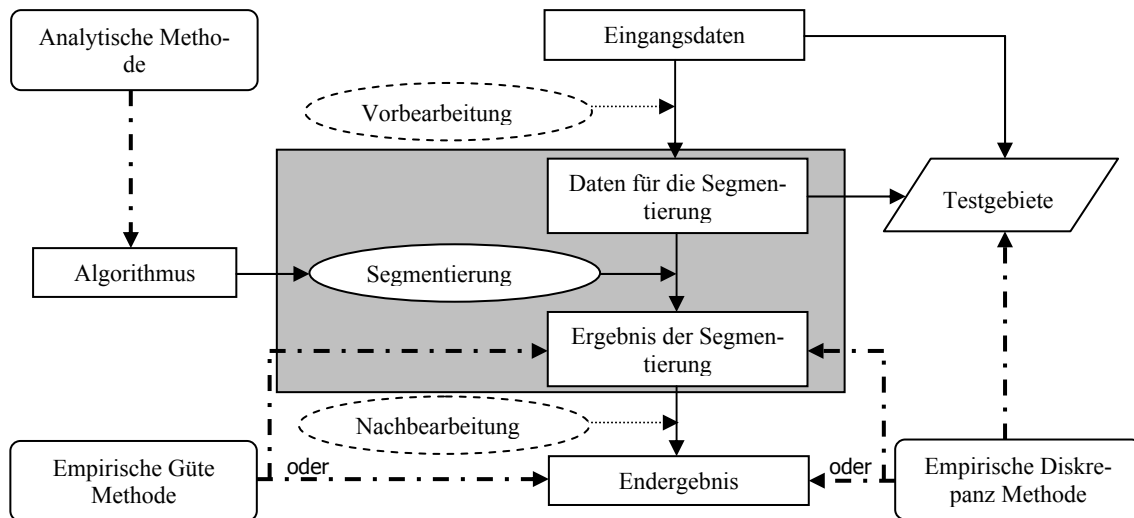 Analytische Metho-
de
Eingangsdaten
Vorbearbeitung
Daten für die Segmen-
tierung
Testgebiete
Algorithmus
Segmentierung
Ergebnis der Segmen-
tierung
Nachbearbeitung
Empirische Güte
Methode
oder
Endergebnis
oder
Empirische Diskre-
panz Methode